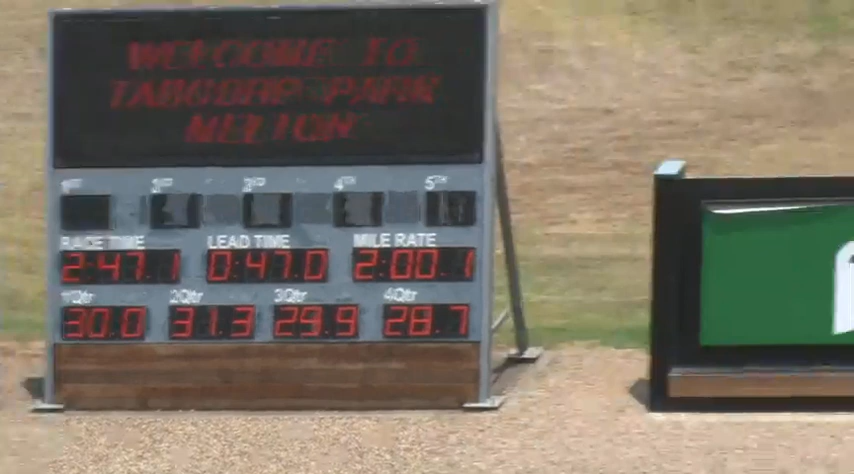 WELCOME TO
TABCORP PARK
MELTON
1ST 2ND 3RD 4TH 5TH
RACE TIME LEAD TIME MILE RATE
2:47.1 0:47.0 2:00.1
1Qtr 2Qtr 3Qtr 4Qtr
30.0 31.3 29.9 28.7